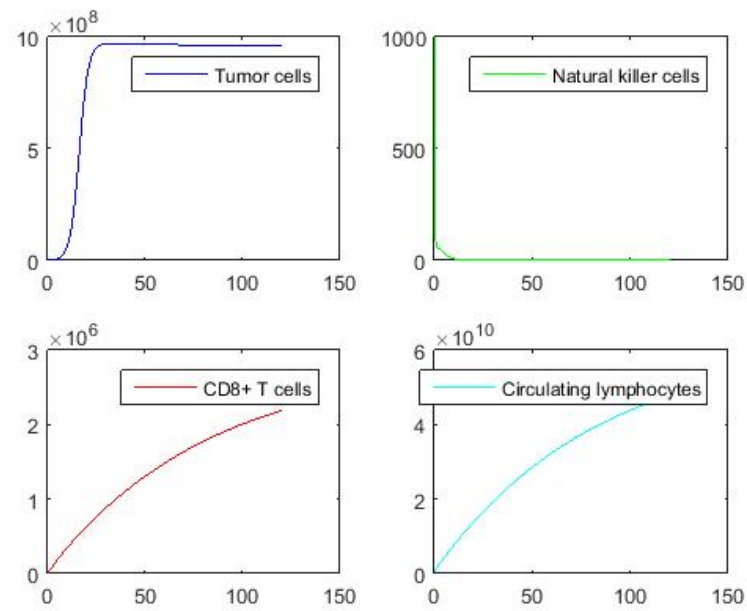 ×10^8
10
5
0
Tumor cells
0 50 100 150
1000
500
0
Natural killer cells
0 50 100 150
×10^6
3
2
1
0
CD8+ T cells
0 50 100 150
×10^10
6
4
2
0
Circulating lymphocytes
0 50 100 150